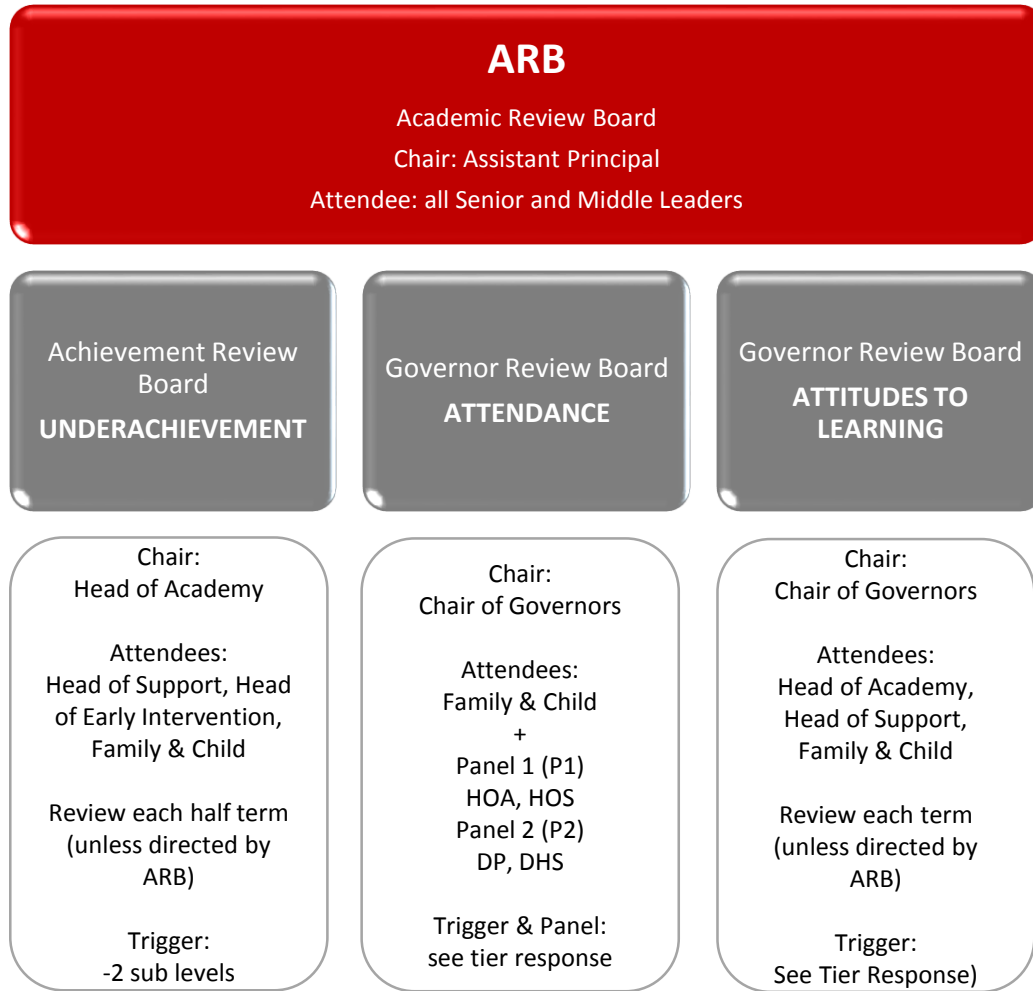 ARB
Academic Review Board
Chair: Assistant Principal
Attendee: all Senior and Middle Leaders
Achievement Review
Board
UNDERACHIEVEMENT
Governor Review Board
ATTENDANCE
Governor Review Board
ATTITUDES TO
LEARNING
Chair:
Head of Academy
Attendees:
Head of Support, Head
of Early Intervention,
Family & Child
Review each half term
(unless directed by
ARB)
Trigger:
-2 sub levels
Chair:
Chair of Governors
Attendees:
Family & Child
+
Panel 1 (P1)
HOA, HOS
Panel 2 (P2)
DP, DHS
Trigger & Panel:
see tier response
Chair:
Chair of Governors
Attendees:
Head of Academy,
Head of Support,
Family & Child
Review each term
(unless directed by
ARB)
Trigger:
See Tier Response)